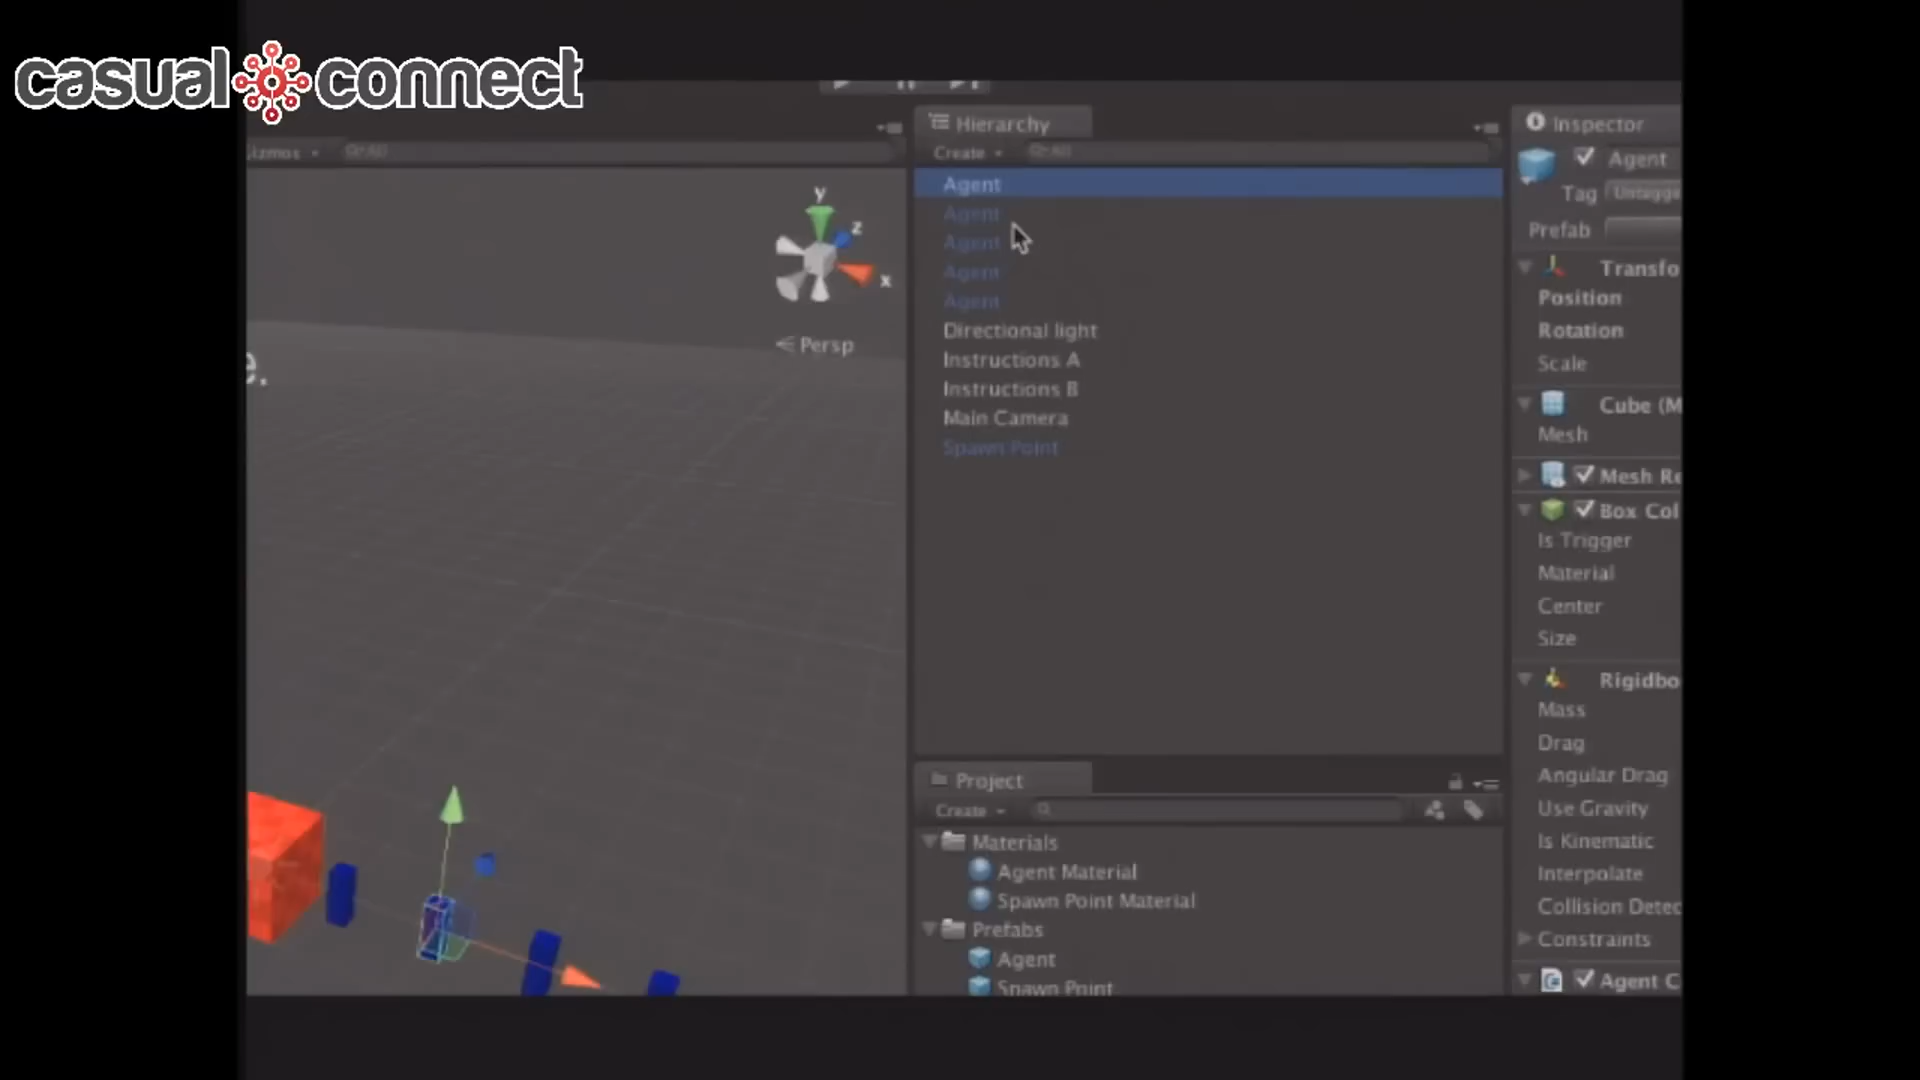 casual connect
Hierarchy
Inspector
Gizmos
Create
Agent
Agent
Tag
Agent
Agent
Prefab
Agent
Agent
Transfo
Position
Rotation
Scale
y
z
x
Persp
e.
Directional light
Instructions A
Instructions B
Main Camera
Spawn Point
Cube (M
Mesh
Mesh Re
Box Col
Is Trigger
Material
Center
Size
Rigidbo
Mass
Drag
Angular Drag
Use Gravity
Is Kinematic
Interpolate
Collision Detec
Constraints
Agent C
Project
Create
Materials
Agent Material
Spawn Point Material
Prefabs
Agent
Spawn Point